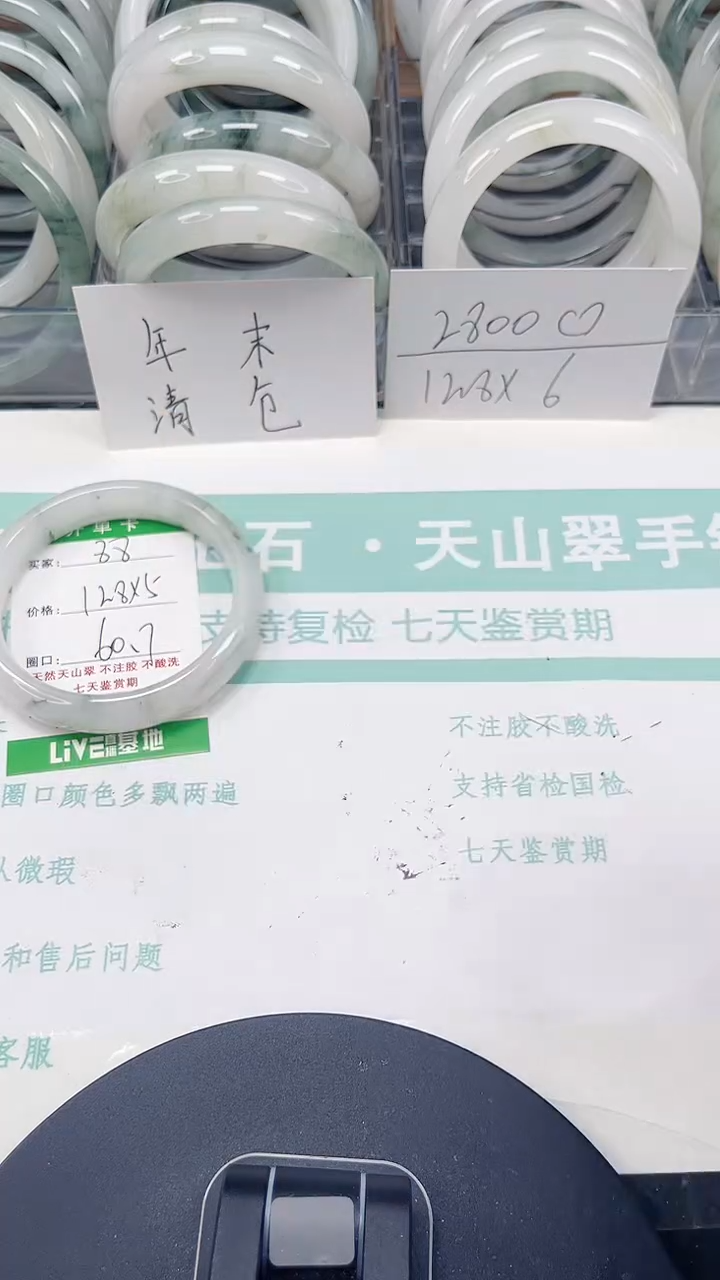 年末
清仓
2800♡
128X6
石·天山翠手
支持复检 七天鉴赏期
买家: 88
价格: 128X5
圈口: 60.7
天然天山翠 不注胶 不酸洗
七天鉴赏期
LiVE 基地
不注胶不酸洗
圈口颜色多飘两遍
支持省检国检
微瑕
七天鉴赏期
和售后问题
客服